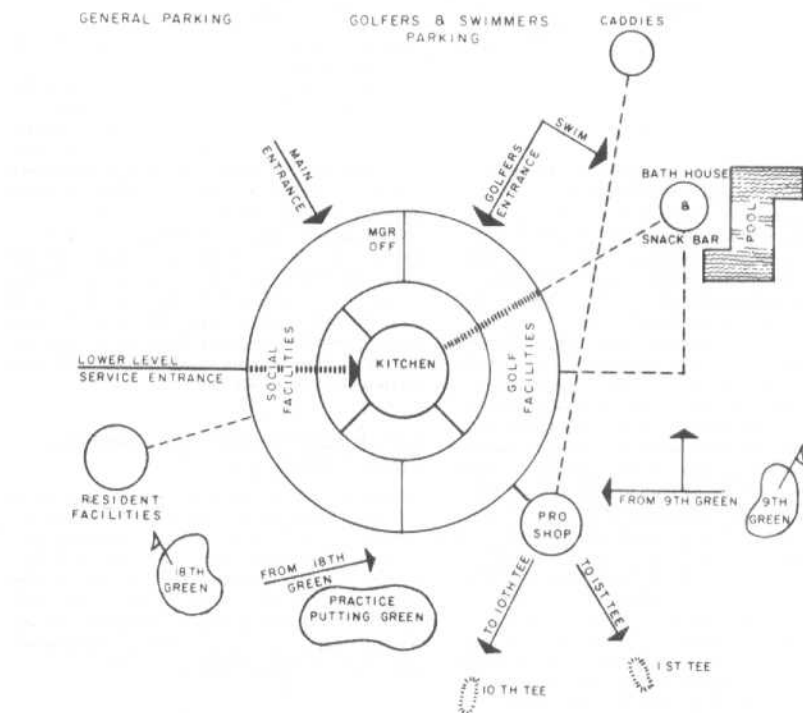 GENERAL PARKING
GOLFERS & SWIMMERS
PARKING
CADDIES
MAIN
ENTRANCE
GOLFERS
ENTRANCE
SWIM
BATH HOUSE
&
SNACK BAR
POOL
MGR
OFF
KITCHEN
SOCIAL
FACILITIES
GOLF
FACILITIES
LOWER LEVEL
SERVICE ENTRANCE
RESIDENT
FACILITIES
18TH
GREEN
FROM 18TH
GREEN
PRACTICE
PUTTING GREEN
PRO
SHOP
FROM 9TH GREEN
9TH
GREEN
TO 10TH TEE
TO 1ST TEE
10 TH TEE
1 ST TEE